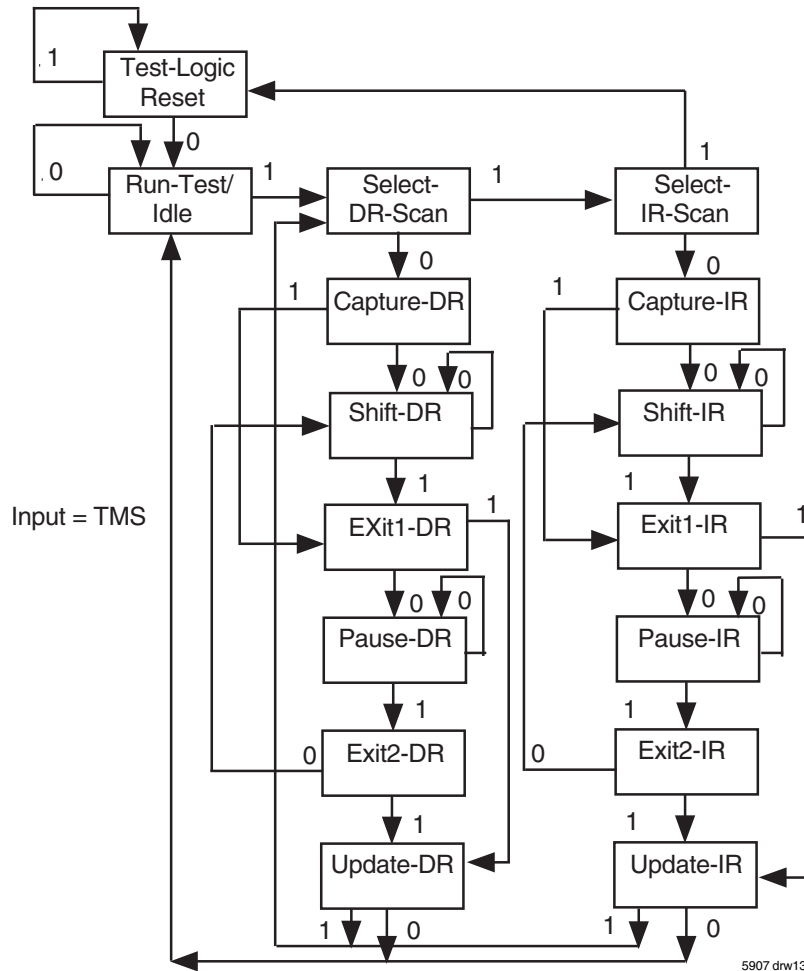 1
Test-Logic
Reset
0
0
Run-Test/
Idle
1
Select-
DR-Scan
1
Select-
IR-Scan
1
0
0
1
Capture-DR
1
Capture-IR
0
0
0
0
Shift-DR
Shift-IR
1
1
Input = TMS
EXit1-DR
1
Exit1-IR
1
0
0
0
0
Pause-DR
Pause-IR
1
1
0
Exit2-DR
0
Exit2-IR
1
1
Update-DR
Update-IR
1
0
1
0
5907 drw13